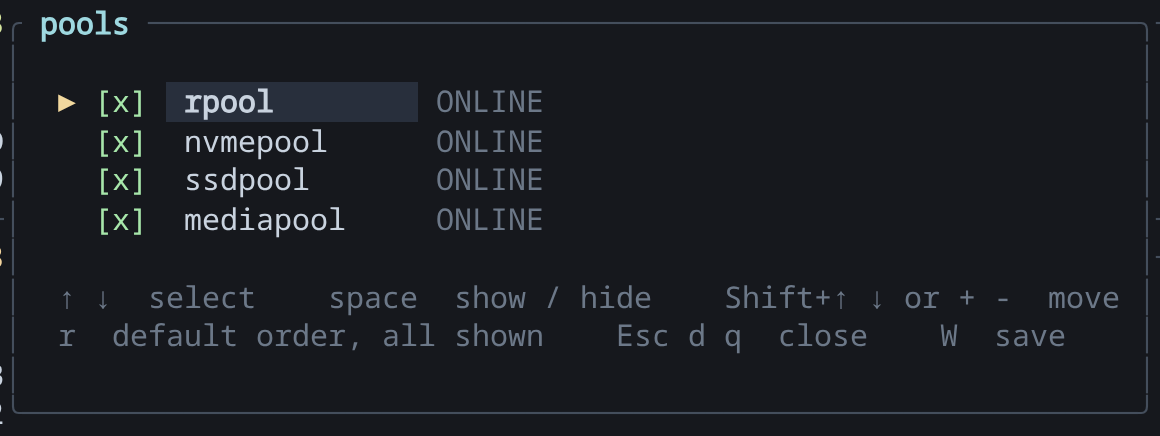 pools
► [x] rpool ONLINE
[x] nvmepool ONLINE
[x] ssdpool ONLINE
[x] mediapool ONLINE
↑ ↓ select space show / hide Shift+↑ ↓ or + - move
r default order, all shown Esc d q close W save